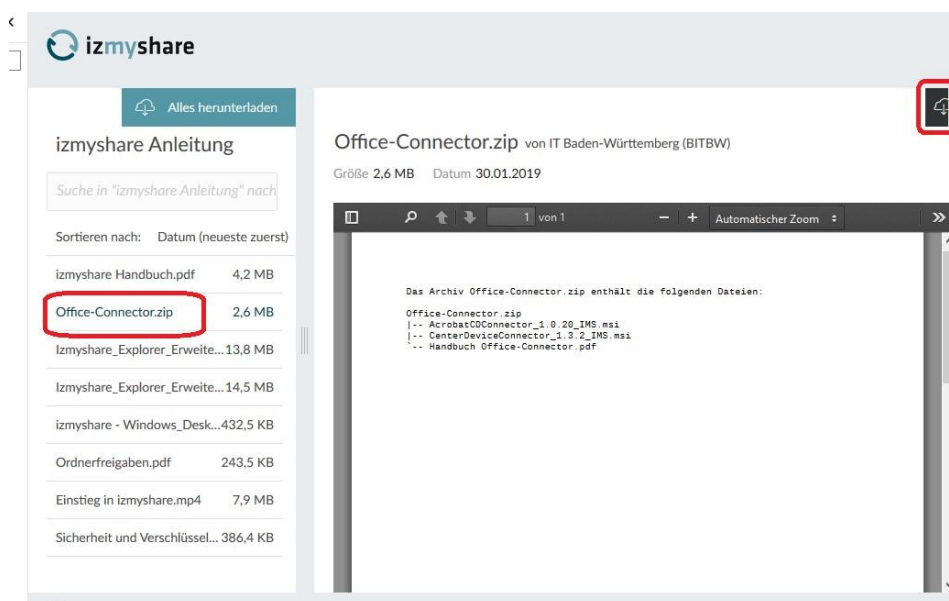 izmyshare
Alles herunterladen
izmyshare Anleitung
Suche in "izmyshare Anleitung" nach
Sortieren nach: Datum (neueste zuerst)
izmyshare Handbuch.pdf 4,2 MB
Office-Connector.zip 2,6 MB
Izmyshare_Explorer_Erweite... 13,8 MB
Izmyshare_Explorer_Erweite... 14,5 MB
izmyshare - Windows_Desk... 432,5 KB
Ordnerfreigaben.pdf 243,5 KB
Einstieg in izmyshare.mp4 7,9 MB
Sicherheit und Verschlüssel... 386,4 KB
Office-Connector.zip von IT Baden-Württemberg (BITBW)
Größe 2,6 MB Datum 30.01.2019
1 von 1 Automatischer Zoom
Das Archiv Office-Connector.zip enthält die folgenden Dateien:
Office-Connector.zip
|-- AcrobatCDConnector_1.0.20_IMS.msi
|-- CenterDeviceConnector_1.3.2_IMS.msi
`-- Handbuch Office-Connector.pdf